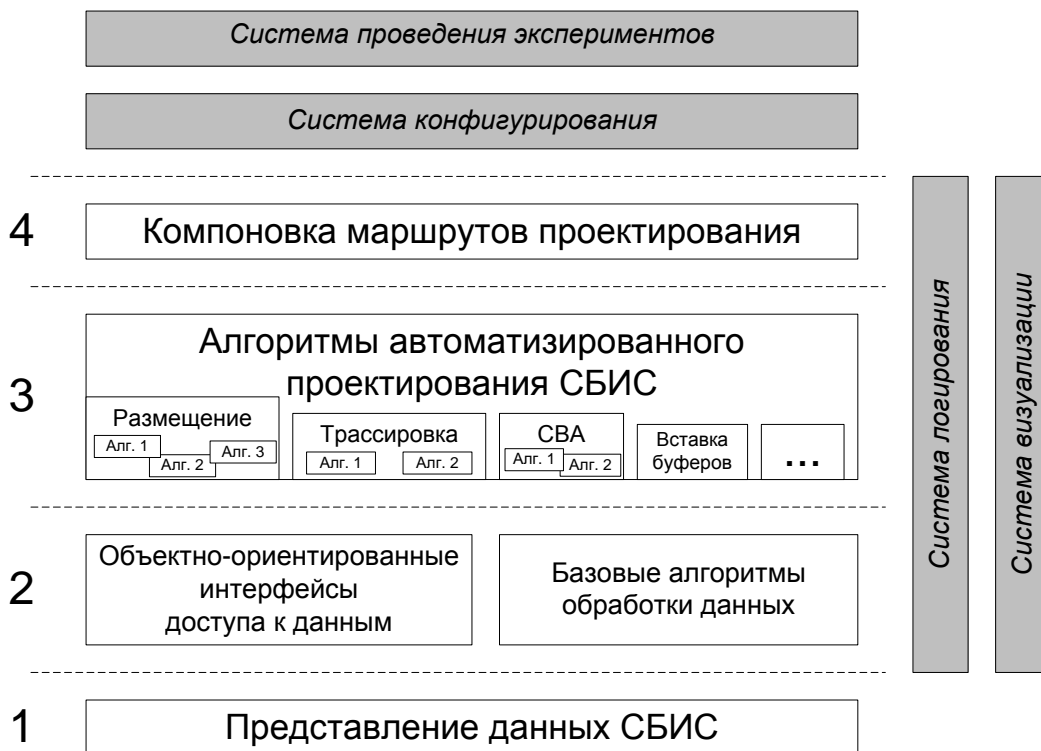 Система проведения экспериментов
Система конфигурирования
4
Компоновка маршрутов проектирования
3
Алгоритмы автоматизированного
проектирования СБИС
Размещение
Алг. 1
Алг. 2
Алг. 3
Трассировка
Алг. 1
Алг. 2
СВА
Алг. 1
Алг. 2
Вставка
буферов
...
2
Объектно-ориентированные
интерфейсы
доступа к данным
Базовые алгоритмы
обработки данных
1
Представление данных СБИС
Система логирования
Система визуализации